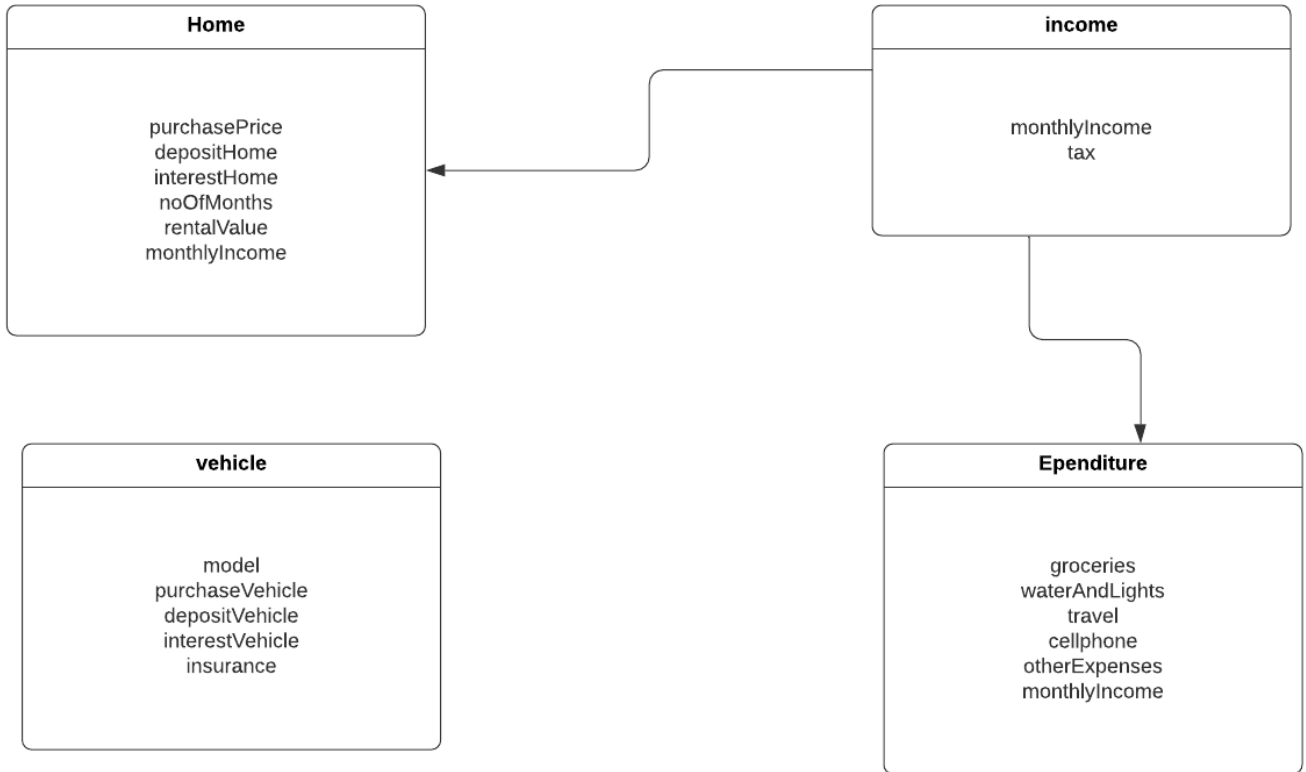 Home
purchasePrice
depositHome
interestHome
noOfMonths
rentalValue
monthlyIncome
income
monthlyIncome
tax
vehicle
model
purchaseVehicle
depositVehicle
interestVehicle
insurance
Ependiture
groceries
waterAndLights
travel
cellphone
otherExpenses
monthlyIncome